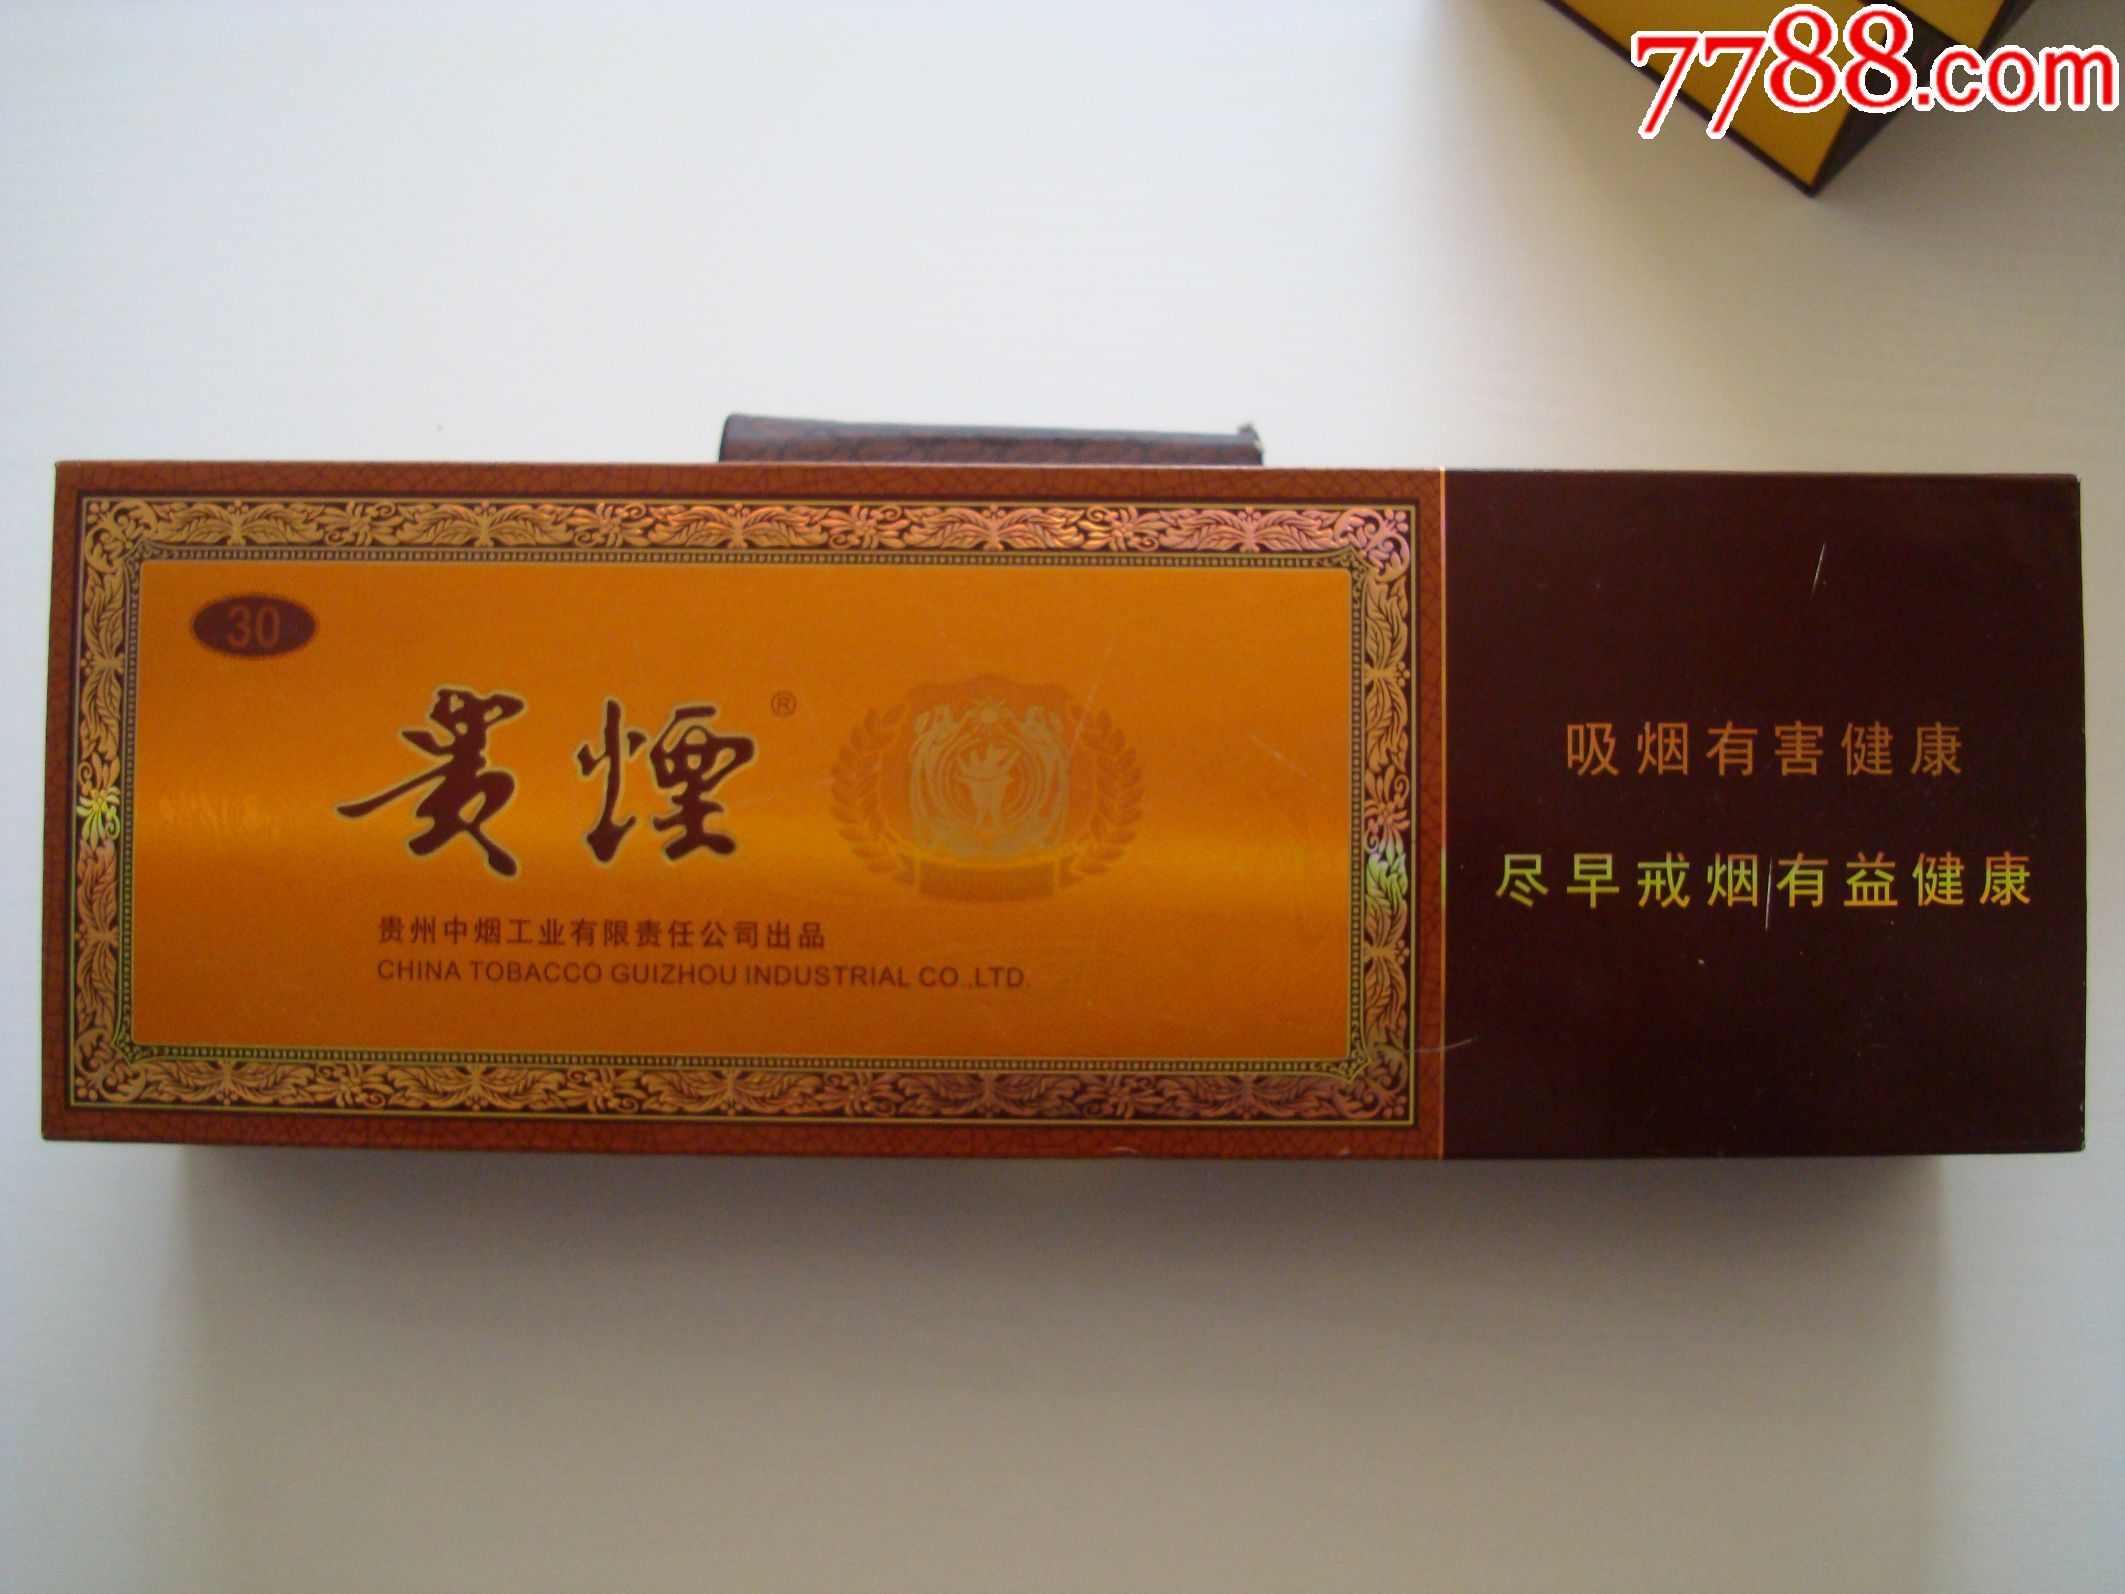 7788.com
30
贵煙®
贵州中烟工业有限责任公司出品
CHINA TOBACCO GUIZHOU INDUSTRIAL CO.,LTD.
吸烟有害健康
尽早戒烟有益健康